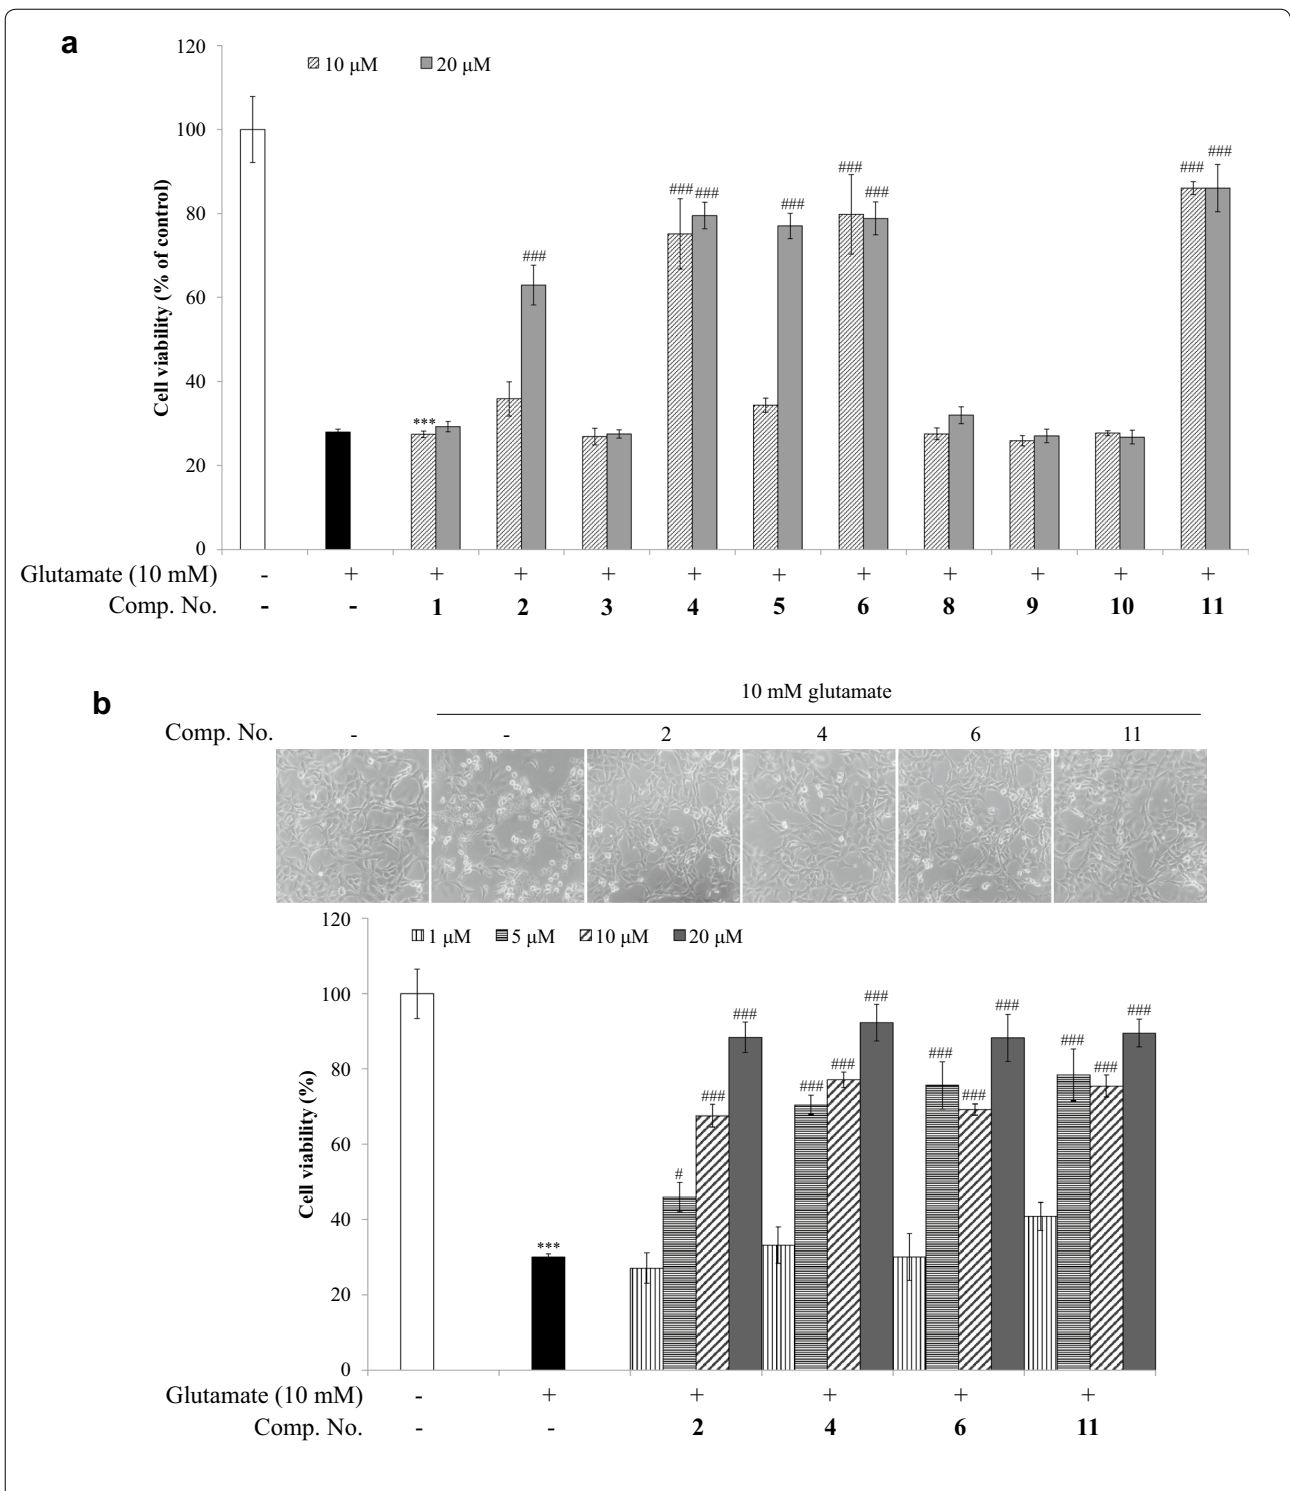 a
120
100
80
60
40
20
0
Cell viability (% of control)
10 μM 20 μM
***
###
### ###
###
### ###
### ###
Glutamate (10 mM) - + + + + + + + + + + +
Comp. No. - - 1 2 3 4 5 6 8 9 10 11
b
10 mM glutamate
Comp. No. - - 2 4 6 11
120
100
80
60
40
20
0
Cell viability (%)
1 μM 5 μM 10 μM 20 μM
***
# ### ###
### ### ###
### ### ###
### ### ###
Glutamate (10 mM) - + + + + +
Comp. No. - - 2 4 6 11